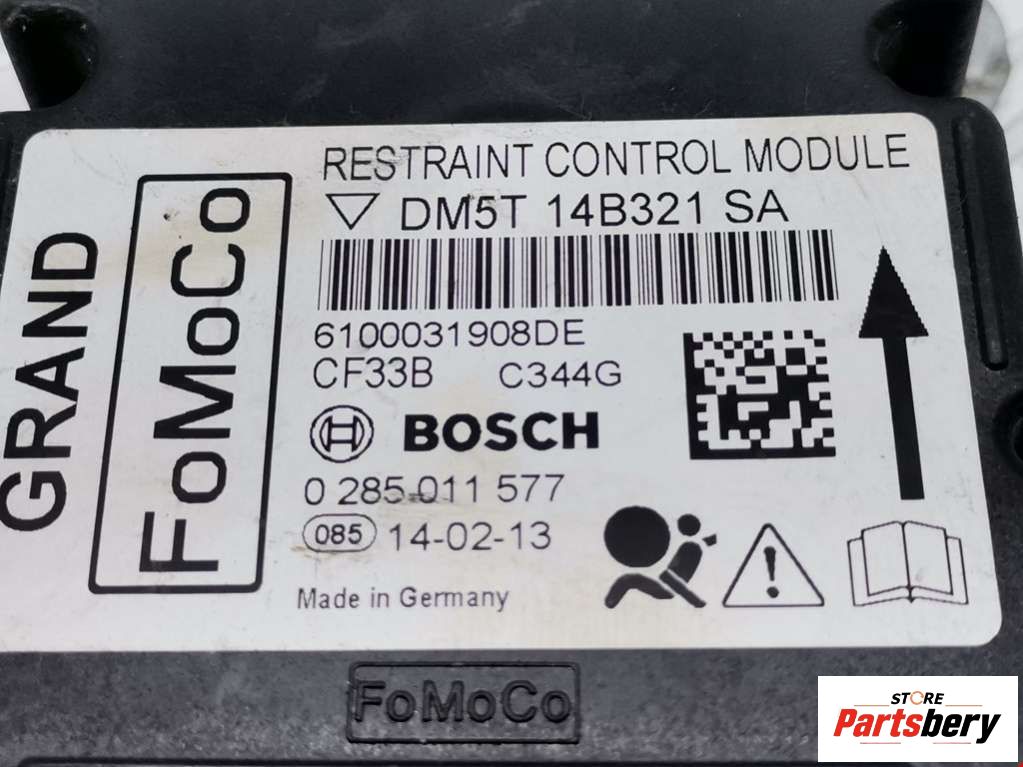 RESTRAINT CONTROL MODULE
DM5T 14B321 SA
6100031908DE
CF33B C344G
BOSCH
0 285 011 577
085 14-02-13
Made in Germany
GRAND
FoMoCo
FoMoCo
STORE
Partsbery